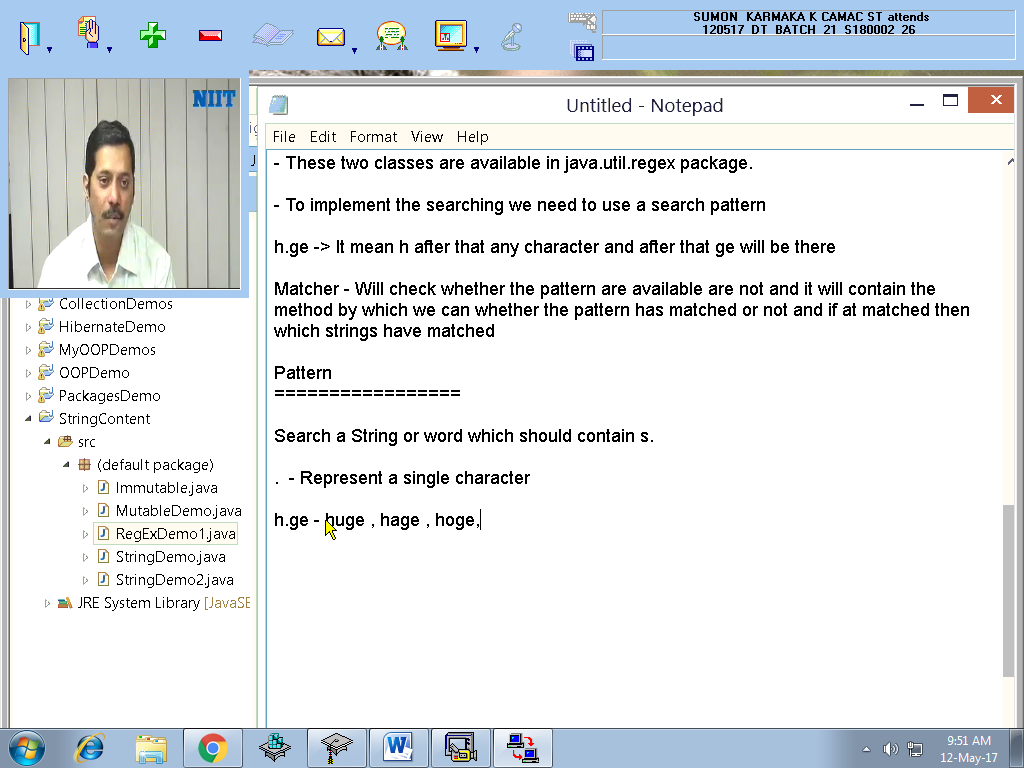 SUMON KARMAKA K CAMAC ST attends
120517 DT BATCH 21 S180002 26
NIIT
Untitled - Notepad
File Edit Format View Help
- These two classes are available in java.util.regex package.
- To implement the searching we need to use a search pattern
h.ge -> It mean h after that any character and after that ge will be there
Matcher - Will check whether the pattern are available are not and it will contain the
method by which we can whether the pattern has matched or not and if at matched then
which strings have matched
Pattern
=================
Search a String or word which should contain s.
. - Represent a single character
h.ge - huge , hage , hoge,
CollectionDemos
HibernateDemo
MyOOPDemos
OOPDemo
PackagesDemo
StringContent
src
(default package)
Immutable.java
MutableDemo.java
RegExDemo1.java
StringDemo.java
StringDemo2.java
JRE System Library [JavaSE
9:51 AM
12-May-17